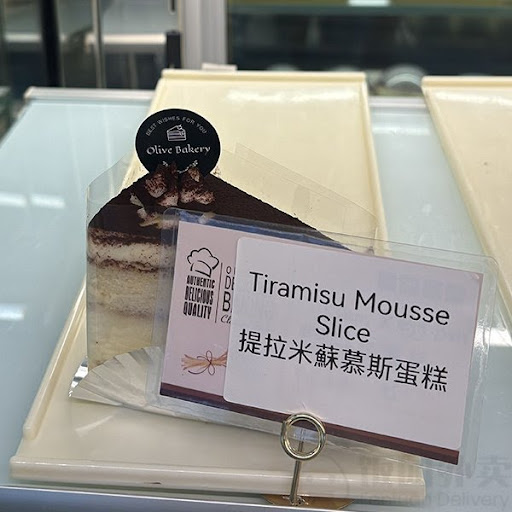 BEST WISHES FOR YOU
Olive Bakery
AUTHENTIC
DELICIOUS
QUALITY
Tiramisu Mousse
Slice
提拉米蘇慕斯蛋糕
Delivery